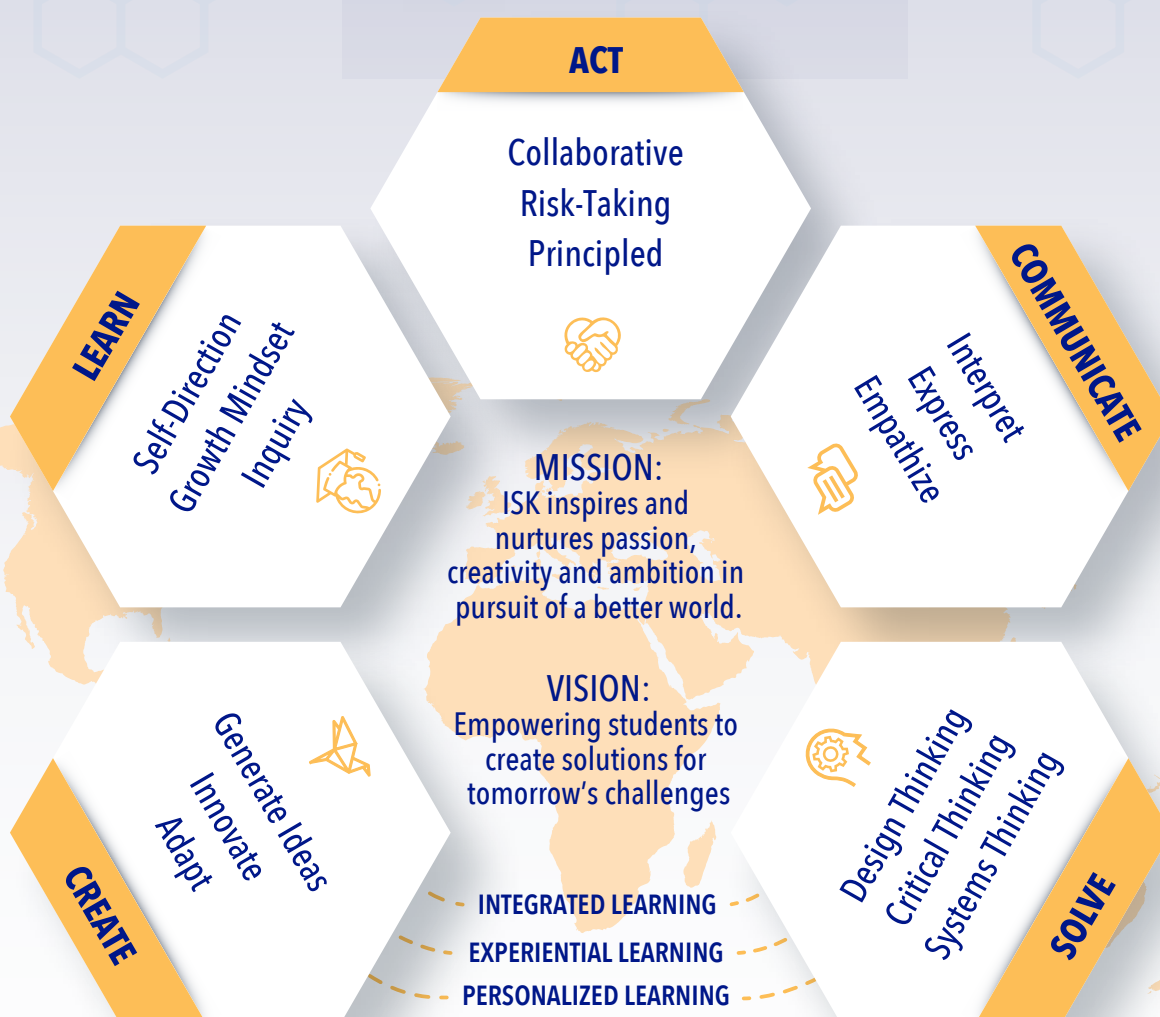 ACT
Collaborative
Risk-Taking
Principled
LEARN
Self-Direction
Growth Mindset
Inquiry
COMMUNICATE
Interpret
Express
Empathize
MISSION:
ISK inspires and
nurtures passion,
creativity and ambition in
pursuit of a better world.
VISION:
Empowering students to
create solutions for
tomorrow's challenges
CREATE
Generate Ideas
Innovate
Adapt
SOLVE
Design Thinking
Critical Thinking
Systems Thinking
INTEGRATED LEARNING
EXPERIENTIAL LEARNING
PERSONALIZED LEARNING